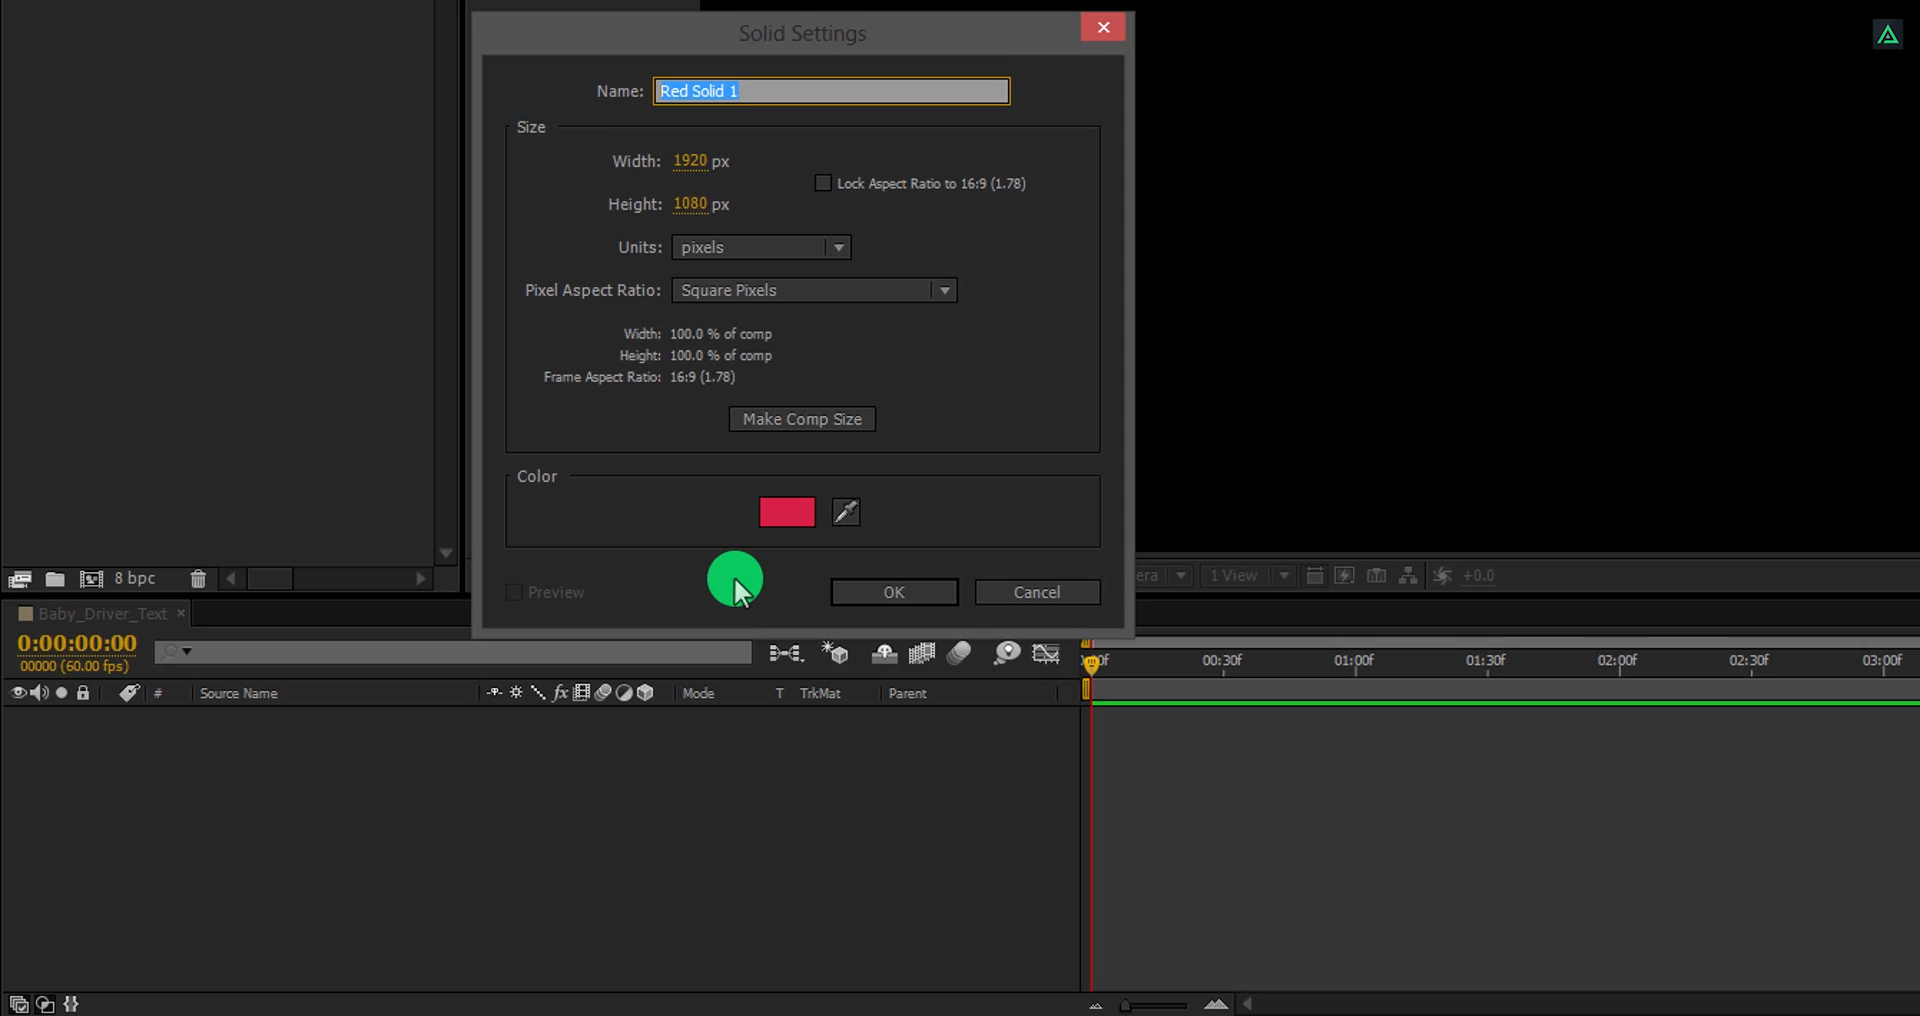 Solid Settings
Name: Red Solid 1
Size
Width: 1920 px
Lock Aspect Ratio to 16:9 (1.78)
Height: 1080 px
Units: pixels
Pixel Aspect Ratio: Square Pixels
Width: 100.0 % of comp
Height: 100.0 % of comp
Frame Aspect Ratio: 16:9 (1.78)
Make Comp Size
Color
Preview
OK
Cancel
8 bpc
era
1 View
+0.0
Baby_Driver_Text
0:00:00:00
00000 (60.00 fps)
00:30f 01:00f 01:30f 02:00f 02:30f 03:00f
# Source Name fx Mode T TrkMat Parent